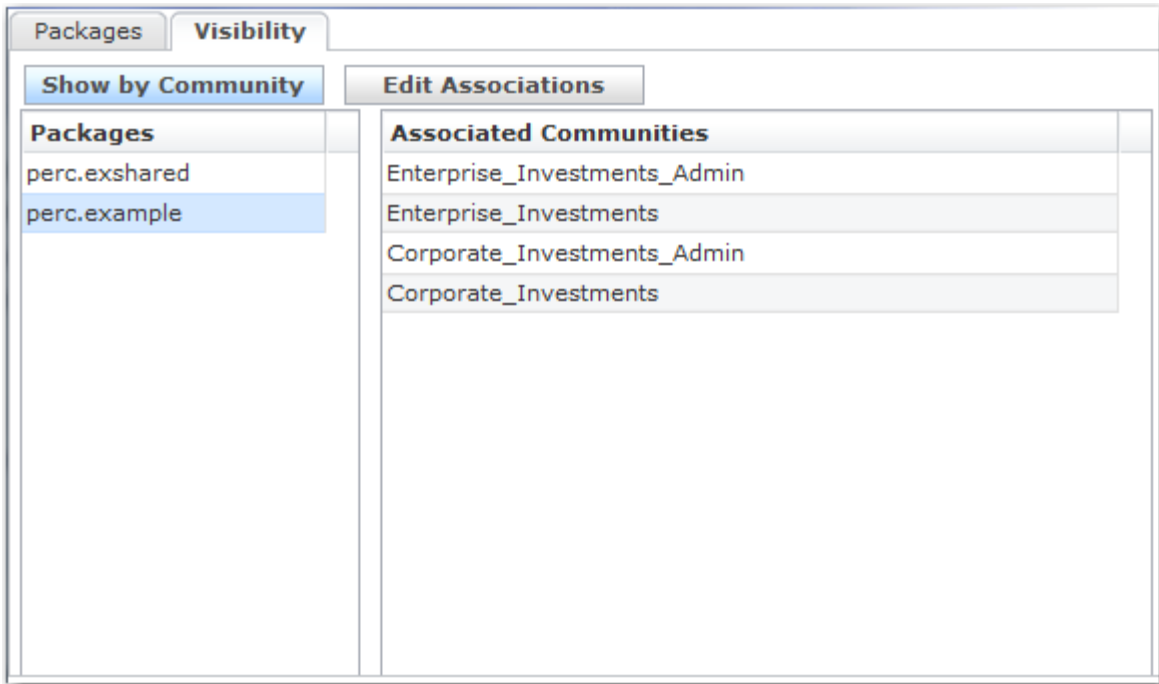 Packages Visibility
Show by Community Edit Associations
Packages Associated Communities
perc.exshared Enterprise_Investments_Admin
perc.example Enterprise_Investments
Corporate_Investments_Admin
Corporate_Investments